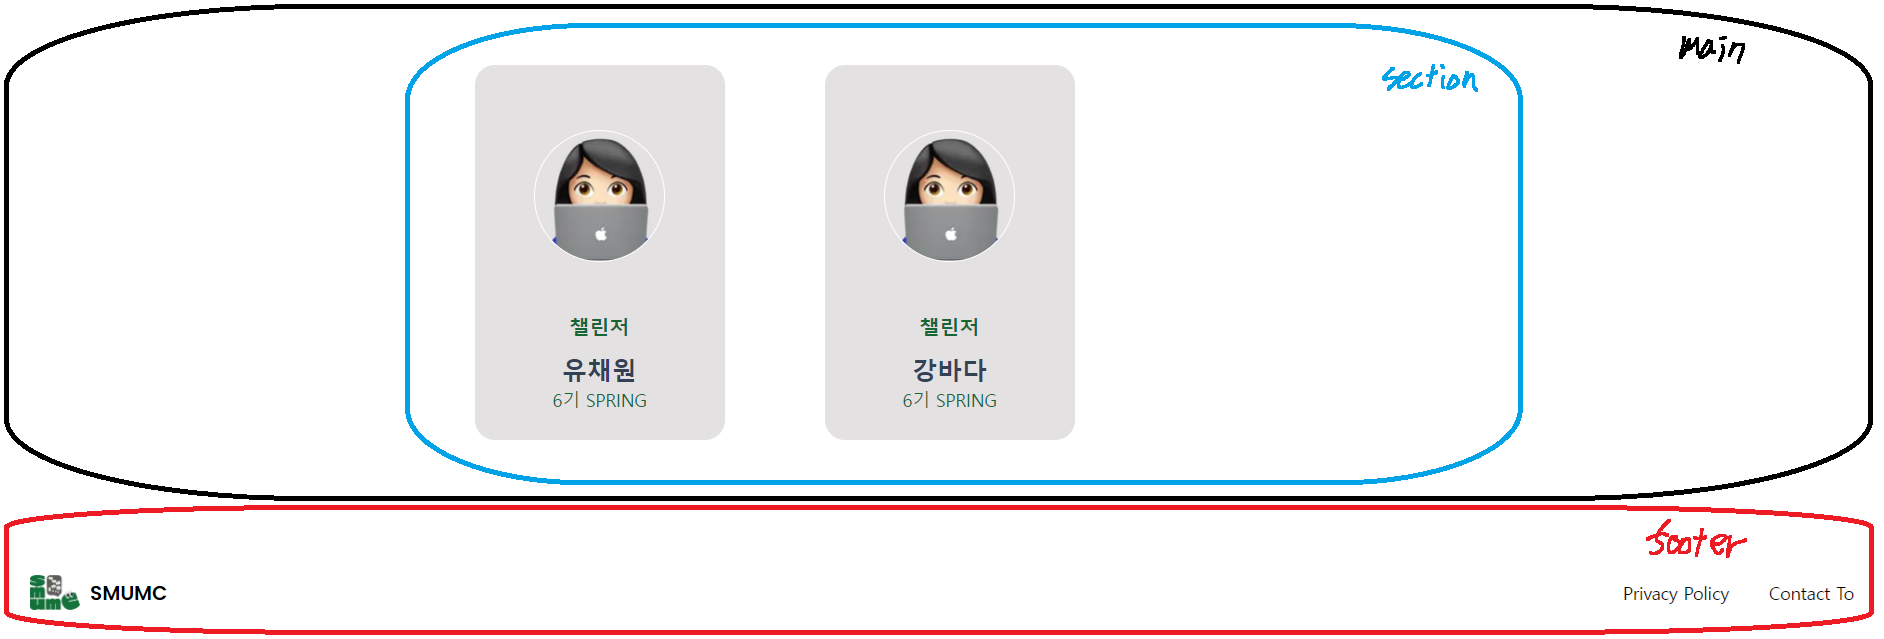 main
section
챌린저
유채원
6기 SPRING
챌린저
강바다
6기 SPRING
footer
smumc
SMUMC
Privacy Policy
Contact To